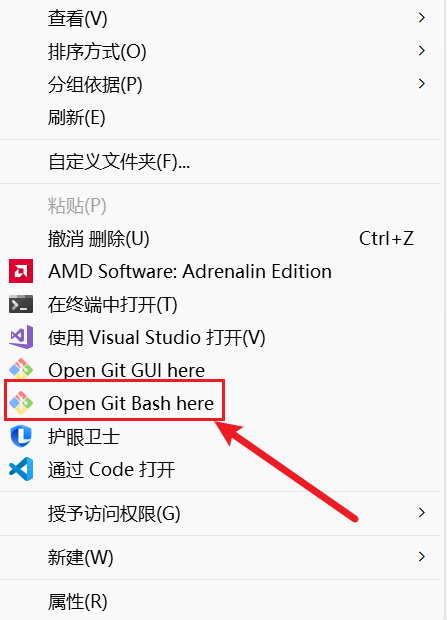 查看(V)
排序方式(O)
分组依据(P)
刷新(E)
自定义文件夹(F)...
粘贴(P)
撤消 删除(U) Ctrl+Z
AMD Software: Adrenalin Edition
在终端中打开(T)
使用 Visual Studio 打开(V)
Open Git GUI here
Open Git Bash here
护眼卫士
通过 Code 打开
授予访问权限(G)
新建(W)
属性(R)